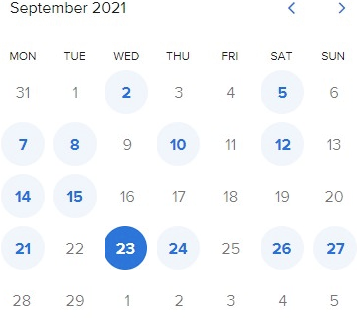 September 2021
MON TUE WED THU FRI SAT SUN
31 1 2 3 4 5 6
7 8 9 10 11 12 13
14 15 16 17 18 19 20
21 22 23 24 25 26 27
28 29 1 2 3 4 5